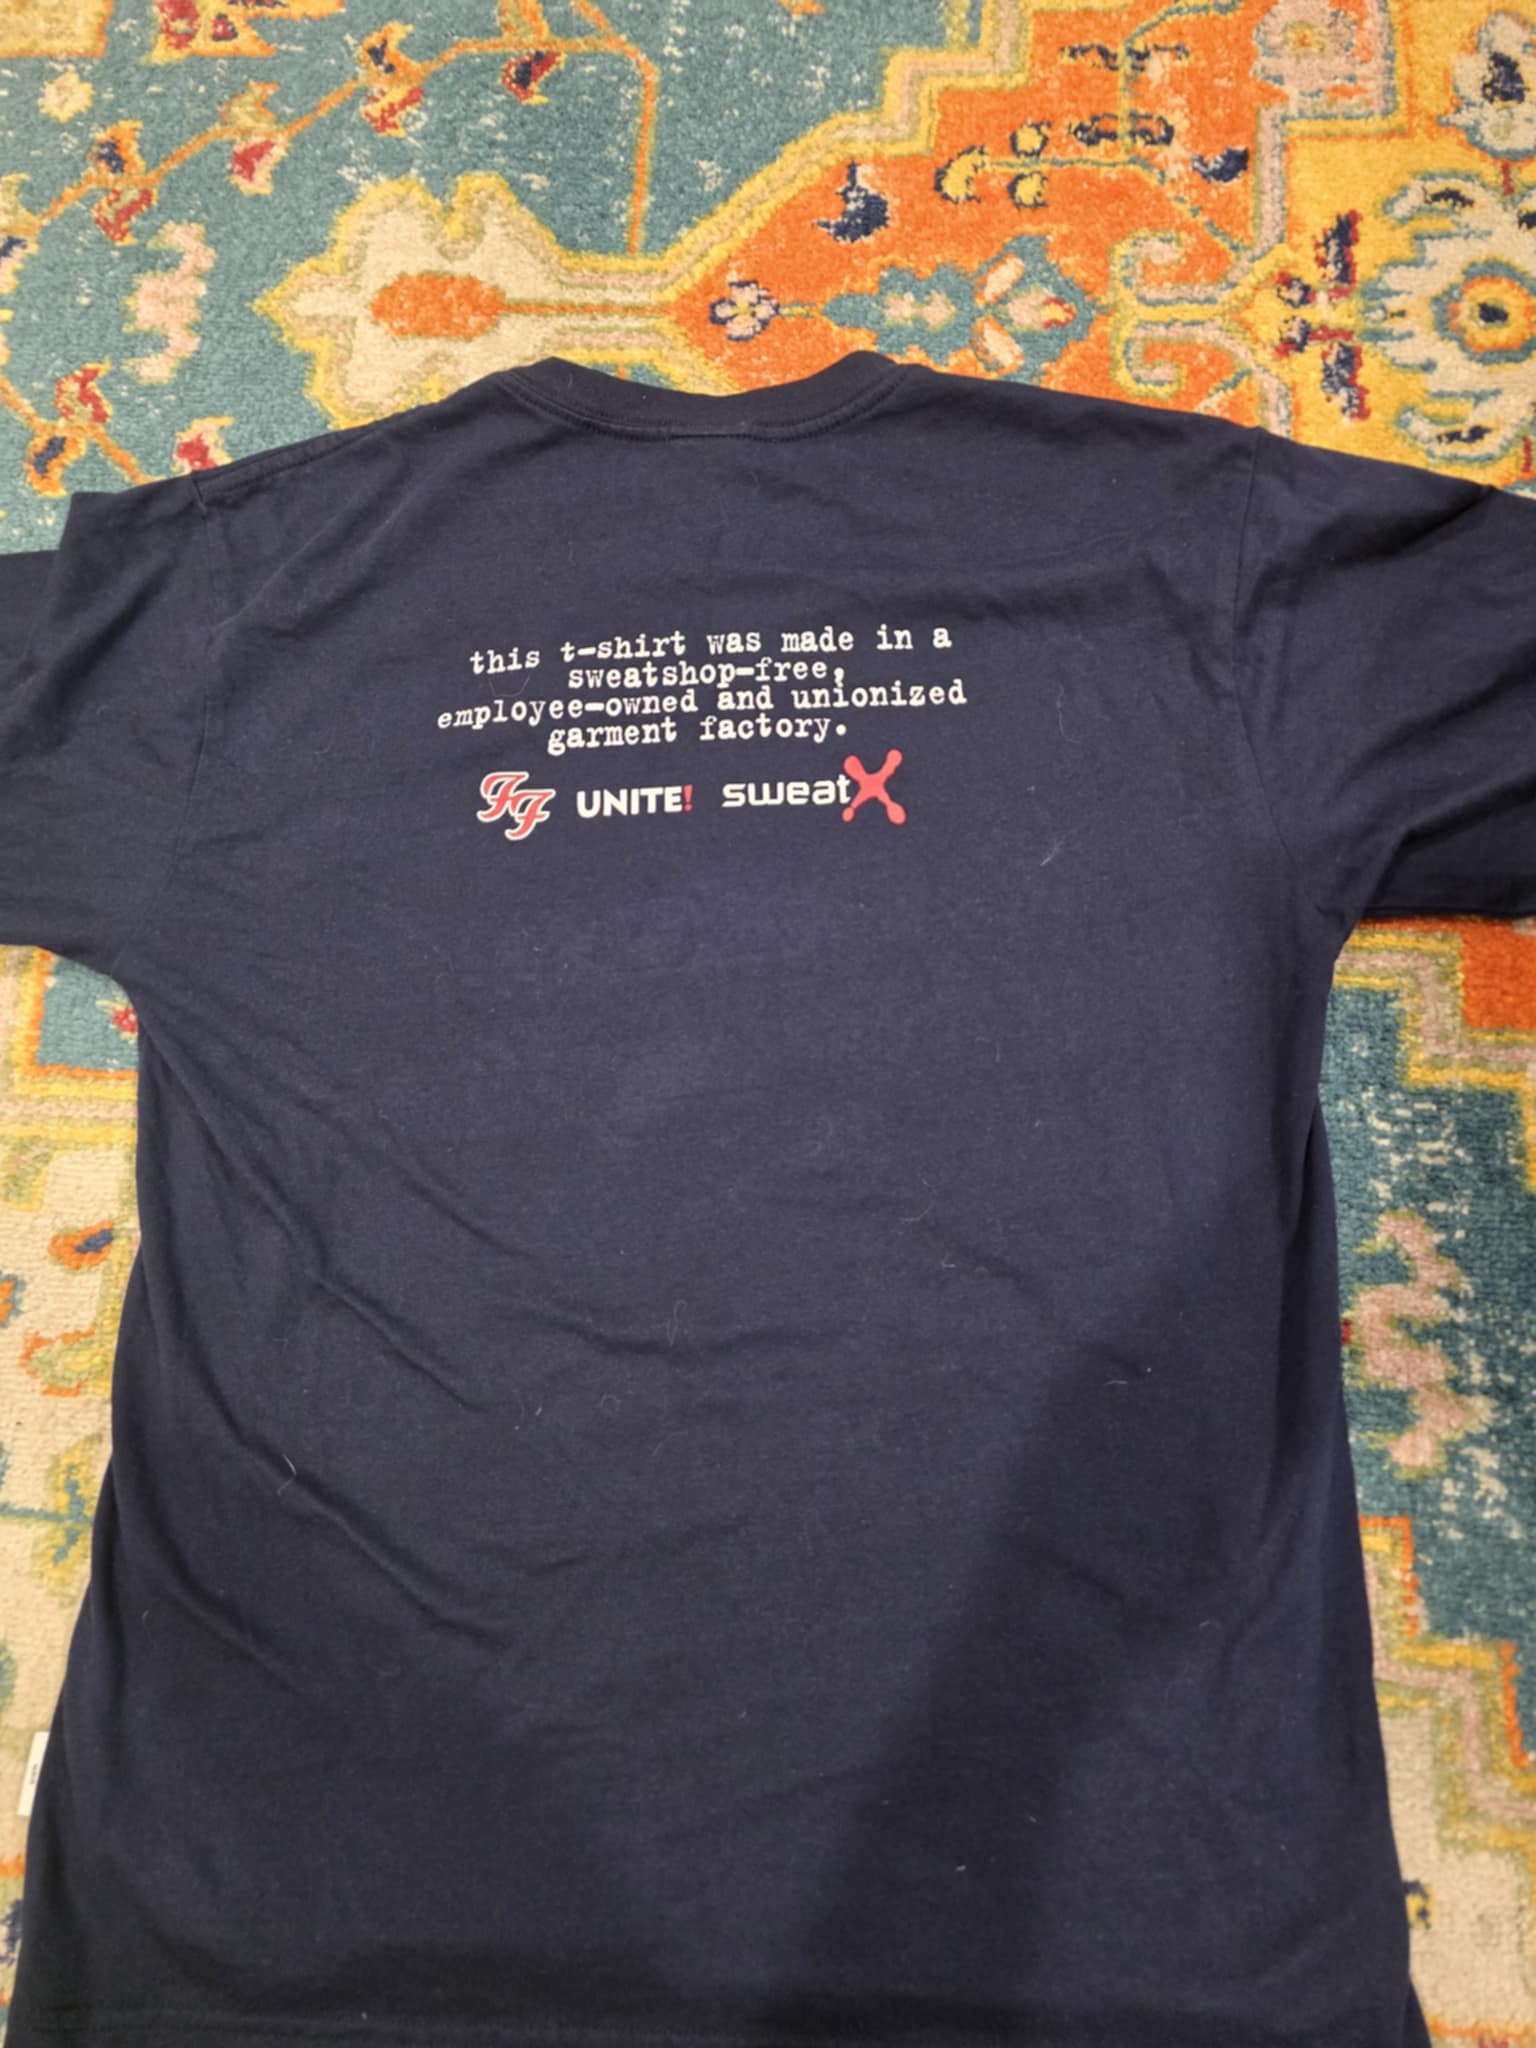 this t-shirt was made in a
sweatshop-free,
employee-owned and unionized
garment factory.
FF UNITE! sweatX